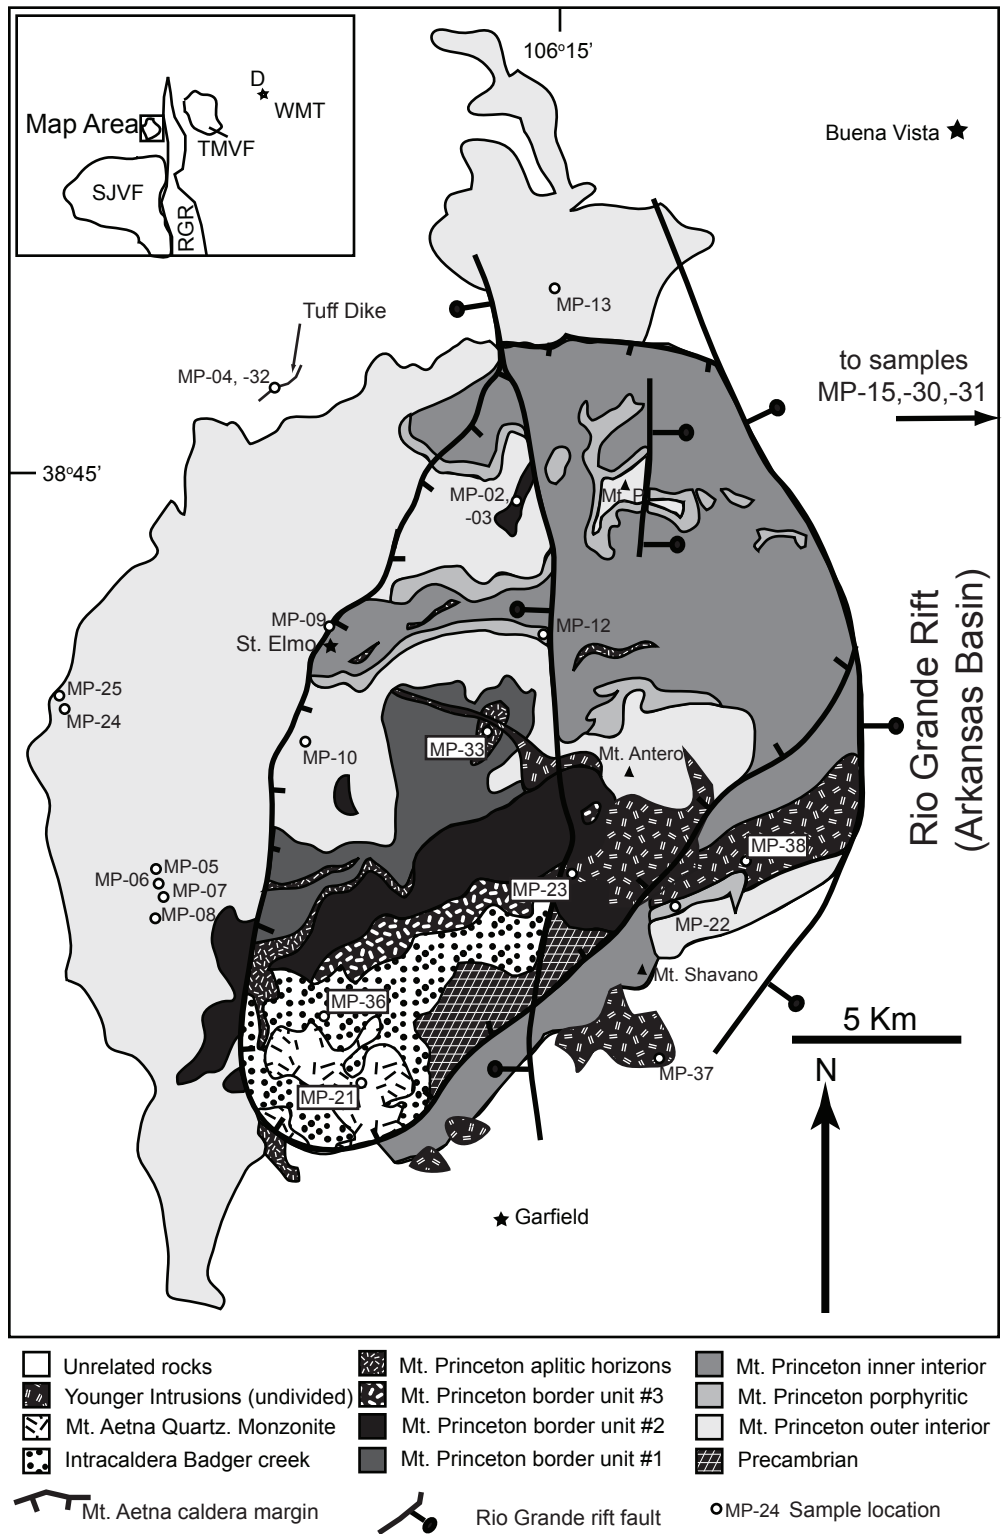 106°15’
D
WMT
Map Area
TMVF
SJVF
RGR
Buena Vista
MP-13
Tuff Dike
MP-04, -32
to samples
MP-15,-30,-31
38°45’
MP-02,
-03
Mt. P
MP-09
St. Elmo
MP-12
Rio Grande Rift
(Arkansas Basin)
MP-25
MP-24
MP-33
MP-10
Mt. Antero
MP-38
MP-05
MP-06
MP-07
MP-08
MP-23
MP-22
Mt. Shavano
MP-36
5 Km
N
MP-37
MP-21
Garfield
Unrelated rocks
Younger Intrusions (undivided)
Mt. Aetna Quartz. Monzonite
Intracaldera Badger creek
Mt. Princeton aplitic horizons
Mt. Princeton border unit #3
Mt. Princeton border unit #2
Mt. Princeton border unit #1
Mt. Princeton inner interior
Mt. Princeton porphyritic
Mt. Princeton outer interior
Precambrian
Mt. Aetna caldera margin
Rio Grande rift fault
MP-24 Sample location